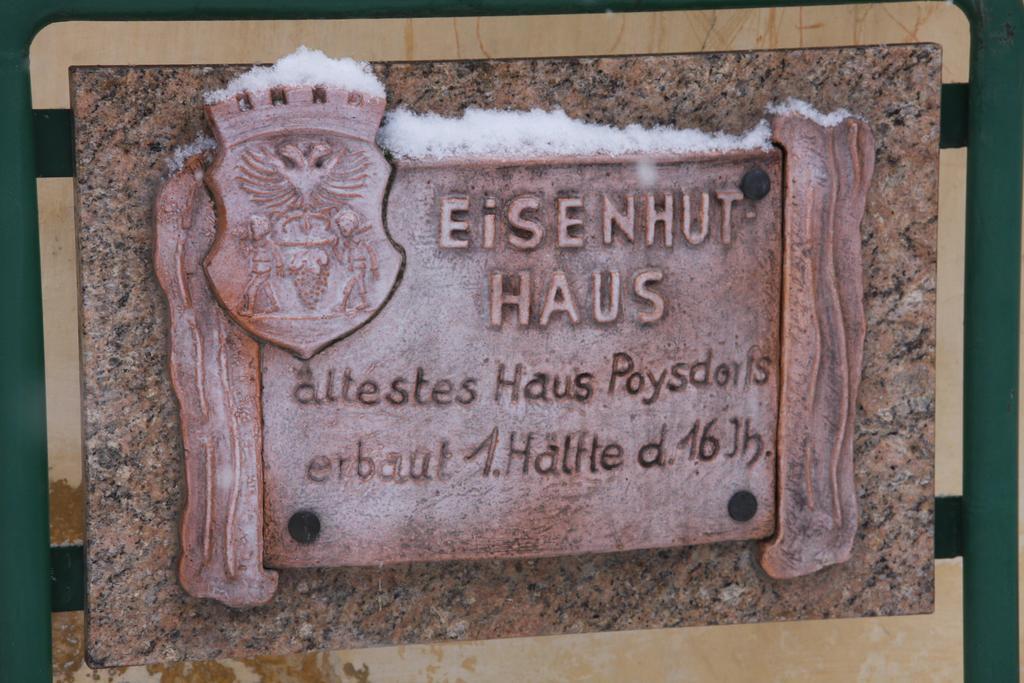 EiSENHUT-
HAUS
ältestes Haus Poysdorfs
erbaut 1. Hälfte d. 16 Jh.